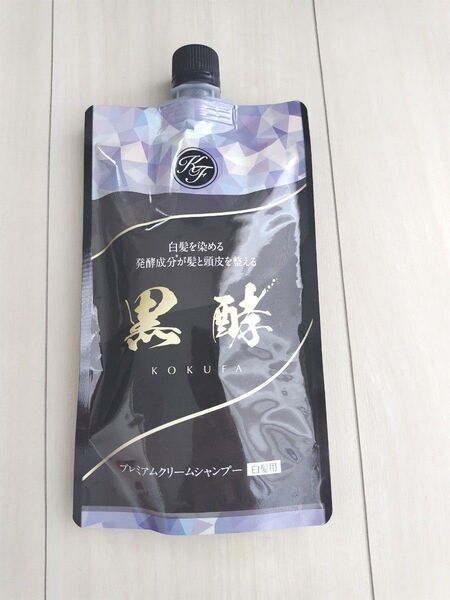 KF
白髪を染める
発酵成分*が髪と頭皮を整える
黒酵
KOKUFA
プレミアムクリームシャンプー 白髪用